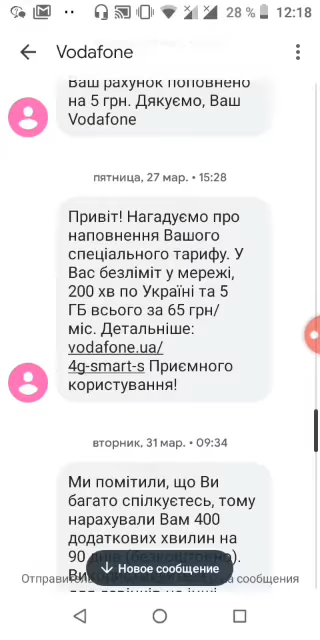 28 % 12:18
Vodafone
Ваш рахунок поповнено
на 5 грн. Дякуємо, Ваш
Vodafone
пятница, 27 мар. • 15:28
Привіт! Нагадуємо про
наповнення Вашого
спеціального тарифу. У
Вас безліміт у мережі,
200 хв по Україні та 5
ГБ всього за 65 грн/
міс. Детальніше:
vodafone.ua/
4g-smart-s Приємного
користування!
вторник, 31 мар. • 09:34
Ми помітили, що Ви
багато спілкуєтесь, тому
нарахували Вам 400
додаткових хвилин на
90 днів (безкоштовно).
Новое сообщение
сообщения